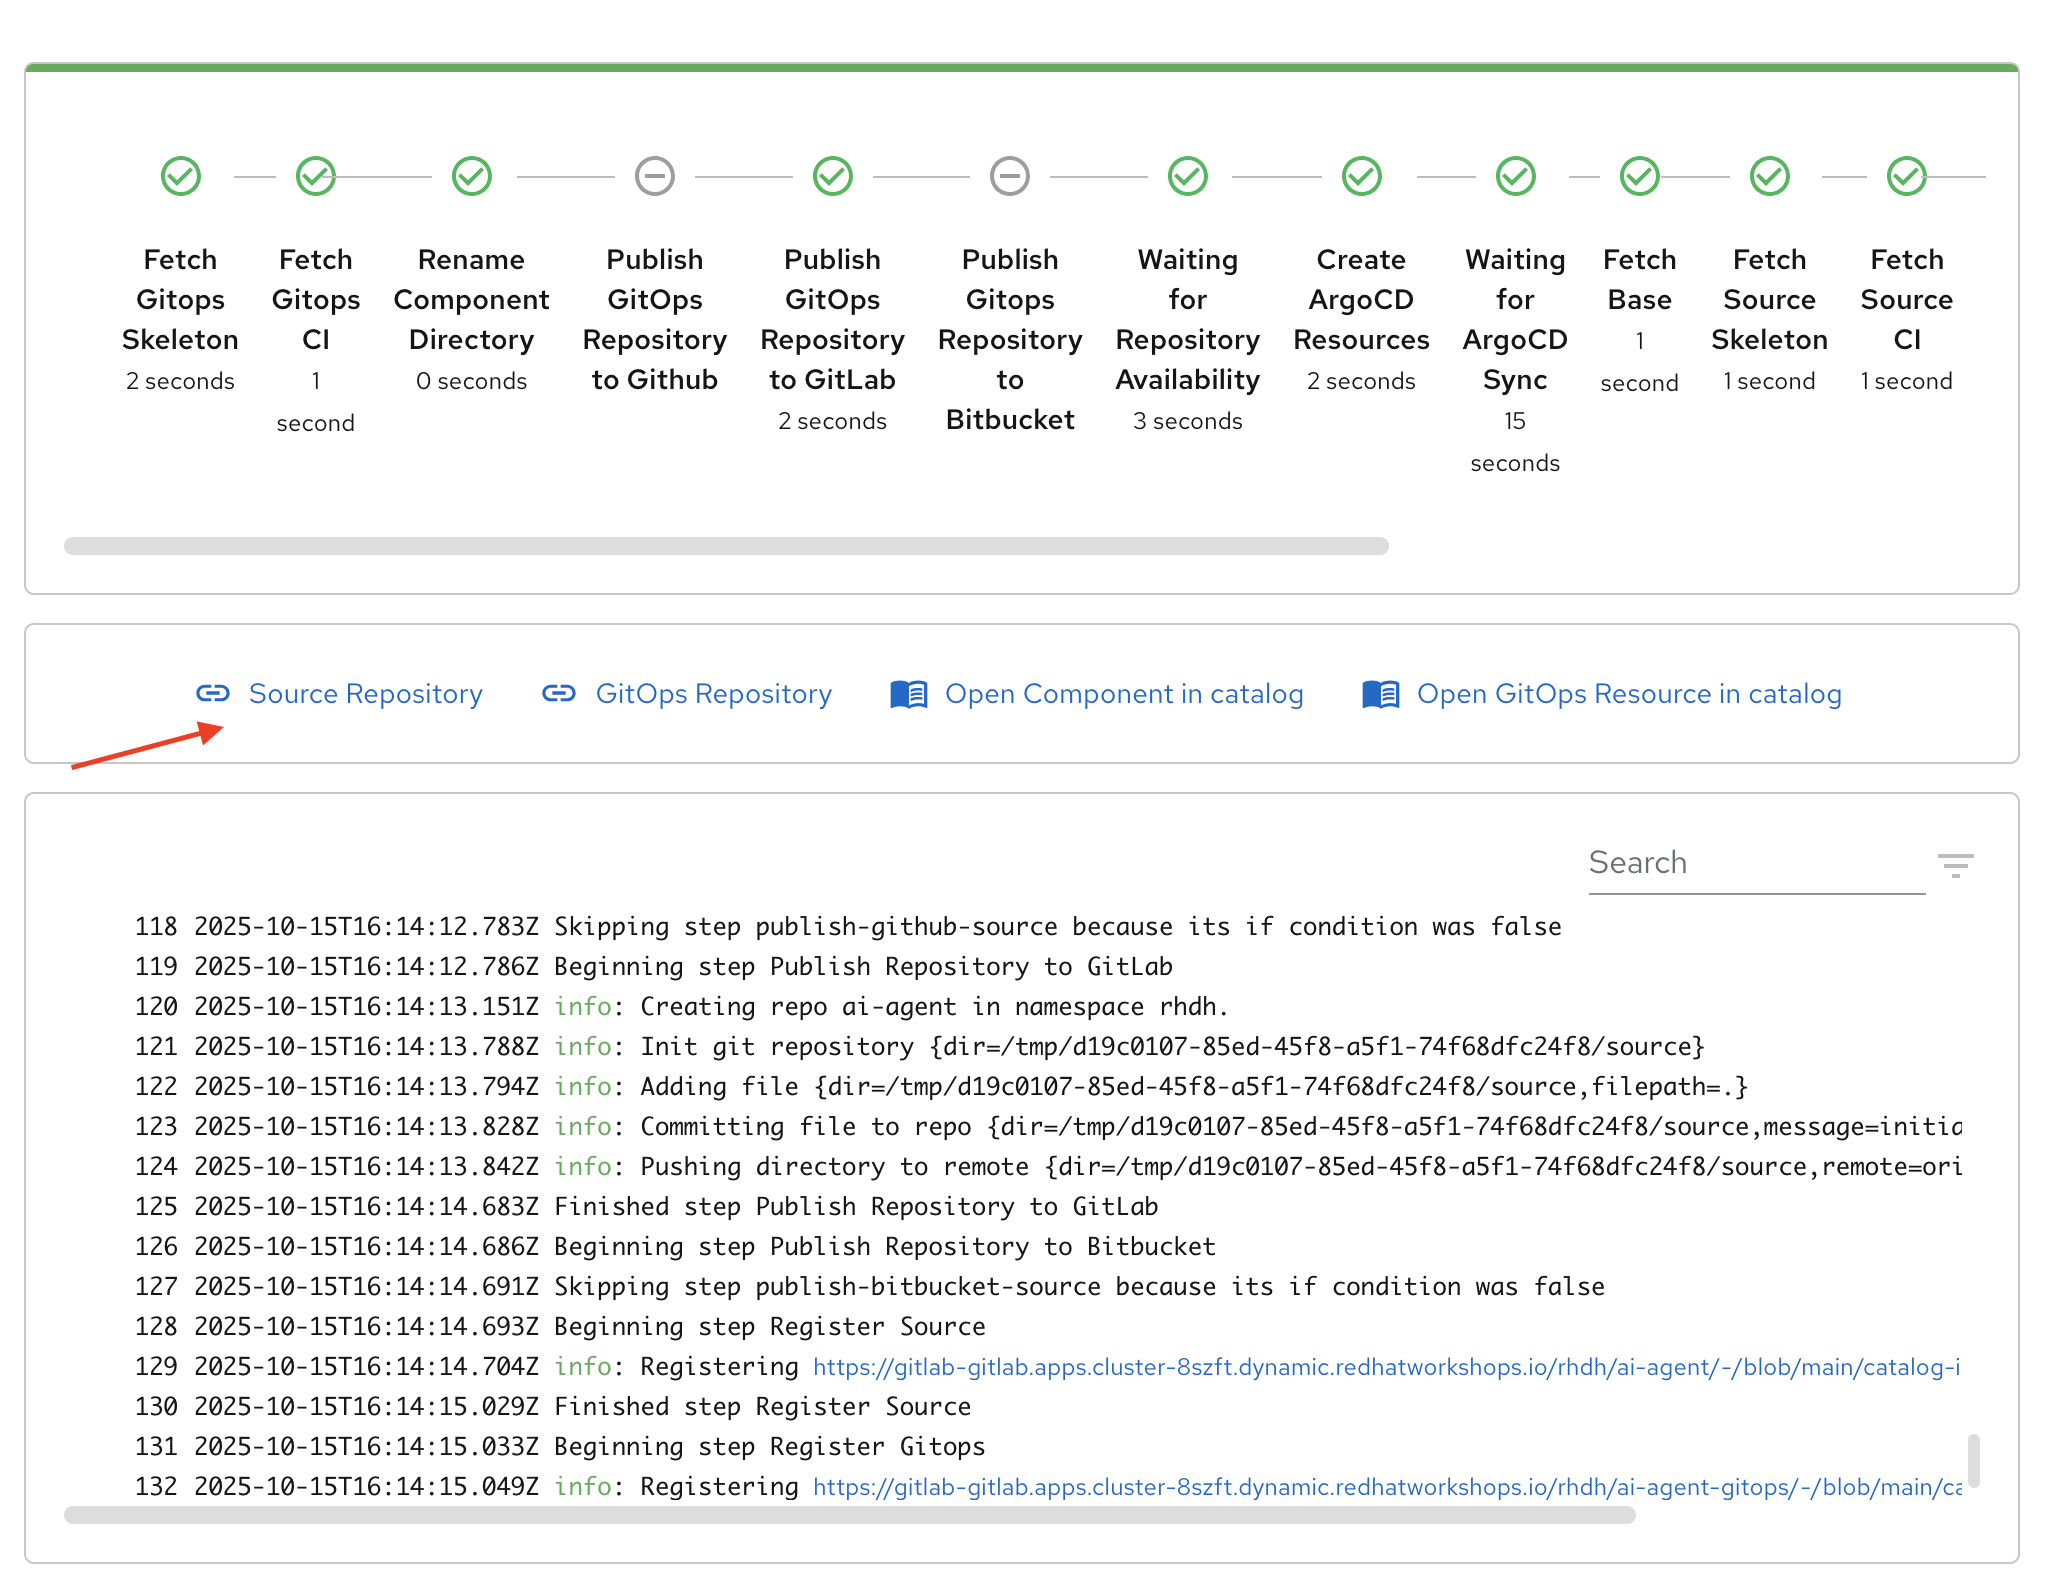 Fetch
Gitops
Skeleton
2 seconds
Fetch
Gitops
CI
1
second
Rename
Component
Directory
0 seconds
Publish
GitOps
Repository
to Github
Publish
GitOps
Repository
to GitLab
2 seconds
Publish
Gitops
Repository
to
Bitbucket
Waiting
for
Repository
Availability
3 seconds
Create
ArgoCD
Resources
2 seconds
Waiting
for
ArgoCD
Sync
15
seconds
Fetch
Base
1
second
Fetch
Source
Skeleton
1 second
Fetch
Source
CI
1 second
Source Repository
GitOps Repository
Open Component in catalog
Open GitOps Resource in catalog
Search
118 2025-10-15T16:14:12.783Z Skipping step publish-github-source because its if condition was false
119 2025-10-15T16:14:12.786Z Beginning step Publish Repository to GitLab
120 2025-10-15T16:14:13.151Z info: Creating repo ai-agent in namespace rhdh.
121 2025-10-15T16:14:13.788Z info: Init git repository {dir=/tmp/d19c0107-85ed-45f8-a5f1-74f68dfc24f8/source}
122 2025-10-15T16:14:13.794Z info: Adding file {dir=/tmp/d19c0107-85ed-45f8-a5f1-74f68dfc24f8/source,filepath=.}
123 2025-10-15T16:14:13.828Z info: Committing file to repo {dir=/tmp/d19c0107-85ed-45f8-a5f1-74f68dfc24f8/source,message=initia
124 2025-10-15T16:14:13.842Z info: Pushing directory to remote {dir=/tmp/d19c0107-85ed-45f8-a5f1-74f68dfc24f8/source,remote=ori
125 2025-10-15T16:14:14.683Z Finished step Publish Repository to GitLab
126 2025-10-15T16:14:14.686Z Beginning step Publish Repository to Bitbucket
127 2025-10-15T16:14:14.691Z Skipping step publish-bitbucket-source because its if condition was false
128 2025-10-15T16:14:14.693Z Beginning step Register Source
129 2025-10-15T16:14:14.704Z info: Registering https://gitlab-gitlab.apps.cluster-8szft.dynamic.redhatworkshops.io/rhdh/ai-agent/-/blob/main/catalog-i
130 2025-10-15T16:14:15.029Z Finished step Register Source
131 2025-10-15T16:14:15.033Z Beginning step Register Gitops
132 2025-10-15T16:14:15.049Z info: Registering https://gitlab-gitlab.apps.cluster-8szft.dynamic.redhatworkshops.io/rhdh/ai-agent-gitops/-/blob/main/ca